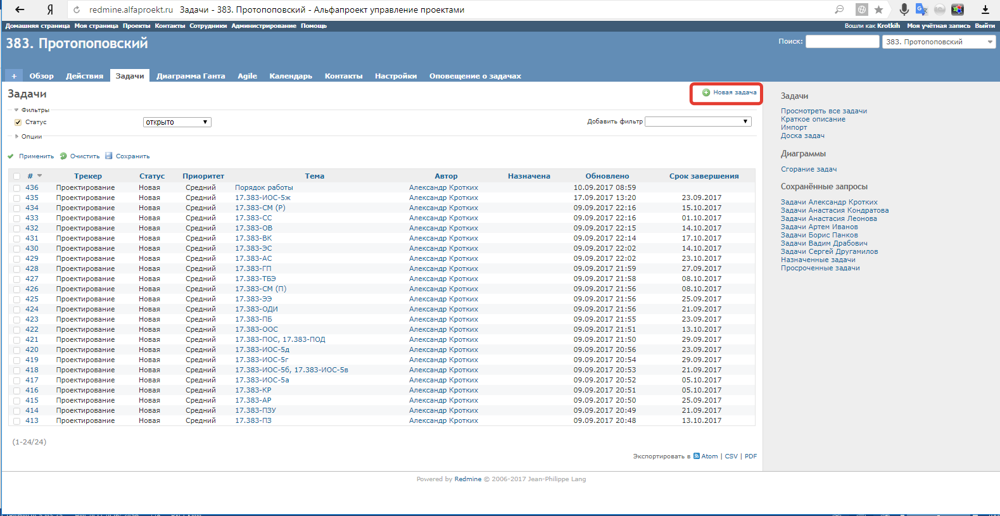 Я redmine.alfaproekt.ru Задачи - 383. Протопоповский - Альфапроект управление проектами
Домашняя страница Моя страница Проекты Контакты Сотрудники Администрирование Помощь Вошли как Krotkih Моя учётная запись Выйти
383. Протопоповский Поиск: 383. Протопоповский
+ Обзор Действия Задачи Диаграмма Ганта Agile Календарь Контакты Настройки Оповещение о задачах
Задачи Новая задача
Фильтры
Статус открыто Добавить фильтр
Опции
Применить Очистить Сохранить
# Трекер Статус Приоритет Тема Автор Назначена Обновлено Срок завершения
436 Проектирование Новая Средний Порядок работы Александр Кротких 10.09.2017 08:59
435 Проектирование Новая Средний 17.383-ИОС-5ж Александр Кротких 17.09.2017 13:20 23.09.2017
434 Проектирование Новая Средний 17.383-СМ (Р) Александр Кротких 09.09.2017 22:16 15.10.2017
433 Проектирование Новая Средний 17.383-СС Александр Кротких 09.09.2017 22:16 01.10.2017
432 Проектирование Новая Средний 17.383-ОВ Александр Кротких 09.09.2017 22:15 14.10.2017
431 Проектирование Новая Средний 17.383-ВК Александр Кротких 09.09.2017 22:14 17.10.2017
430 Проектирование Новая Средний 17.383-ЭС Александр Кротких 09.09.2017 22:02 14.10.2017
429 Проектирование Новая Средний 17.383-АС Александр Кротких 09.09.2017 22:02 23.10.2017
428 Проектирование Новая Средний 17.383-ГП Александр Кротких 09.09.2017 21:59 27.09.2017
427 Проектирование Новая Средний 17.383-ТБЭ Александр Кротких 09.09.2017 21:58 08.10.2017
426 Проектирование Новая Средний 17.383-СМ (П) Александр Кротких 09.09.2017 21:56 08.10.2017
425 Проектирование Новая Средний 17.383-ЭЭ Александр Кротких 09.09.2017 21:56 25.09.2017
424 Проектирование Новая Средний 17.383-ОДИ Александр Кротких 09.09.2017 21:56 21.09.2017
423 Проектирование Новая Средний 17.383-ПБ Александр Кротких 09.09.2017 21:55 23.09.2017
422 Проектирование Новая Средний 17.383-ООС Александр Кротких 09.09.2017 21:51 13.10.2017
421 Проектирование Новая Средний 17.383-ПОС, 17.383-ПОД Александр Кротких 09.09.2017 21:50 29.09.2017
420 Проектирование Новая Средний 17.383-ИОС-5д Александр Кротких 09.09.2017 20:56 23.09.2017
419 Проектирование Новая Средний 17.383-ИОС-5г Александр Кротких 09.09.2017 20:54 29.09.2017
418 Проектирование Новая Средний 17.383-ИОС-5б, 17.383-ИОС-5в Александр Кротких 09.09.2017 20:53 21.09.2017
417 Проектирование Новая Средний 17.383-ИОС-5а Александр Кротких 09.09.2017 20:52 05.10.2017
416 Проектирование Новая Средний 17.383-КР Александр Кротких 09.09.2017 20:51 05.10.2017
415 Проектирование Новая Средний 17.383-АР Александр Кротких 09.09.2017 20:50 25.09.2017
414 Проектирование Новая Средний 17.383-ПЗУ Александр Кротких 09.09.2017 20:49 21.09.2017
413 Проектирование Новая Средний 17.383-ПЗ Александр Кротких 09.09.2017 20:48 13.10.2017
(1-24/24)
Экспортировать в Atom | CSV | PDF
Задачи
Просмотреть все задачи
Краткое описание
Импорт
Доска задач
Диаграммы
Сгорание задач
Сохранённые запросы
Задачи Александр Кротких
Задачи Анастасия Кондратова
Задачи Анастасия Леонова
Задачи Артем Иванов
Задачи Борис Панков
Задачи Вадим Драбович
Задачи Сергей Другамилов
Назначенные задачи
Просроченные задачи
Powered by Redmine © 2006-2017 Jean-Philippe Lang